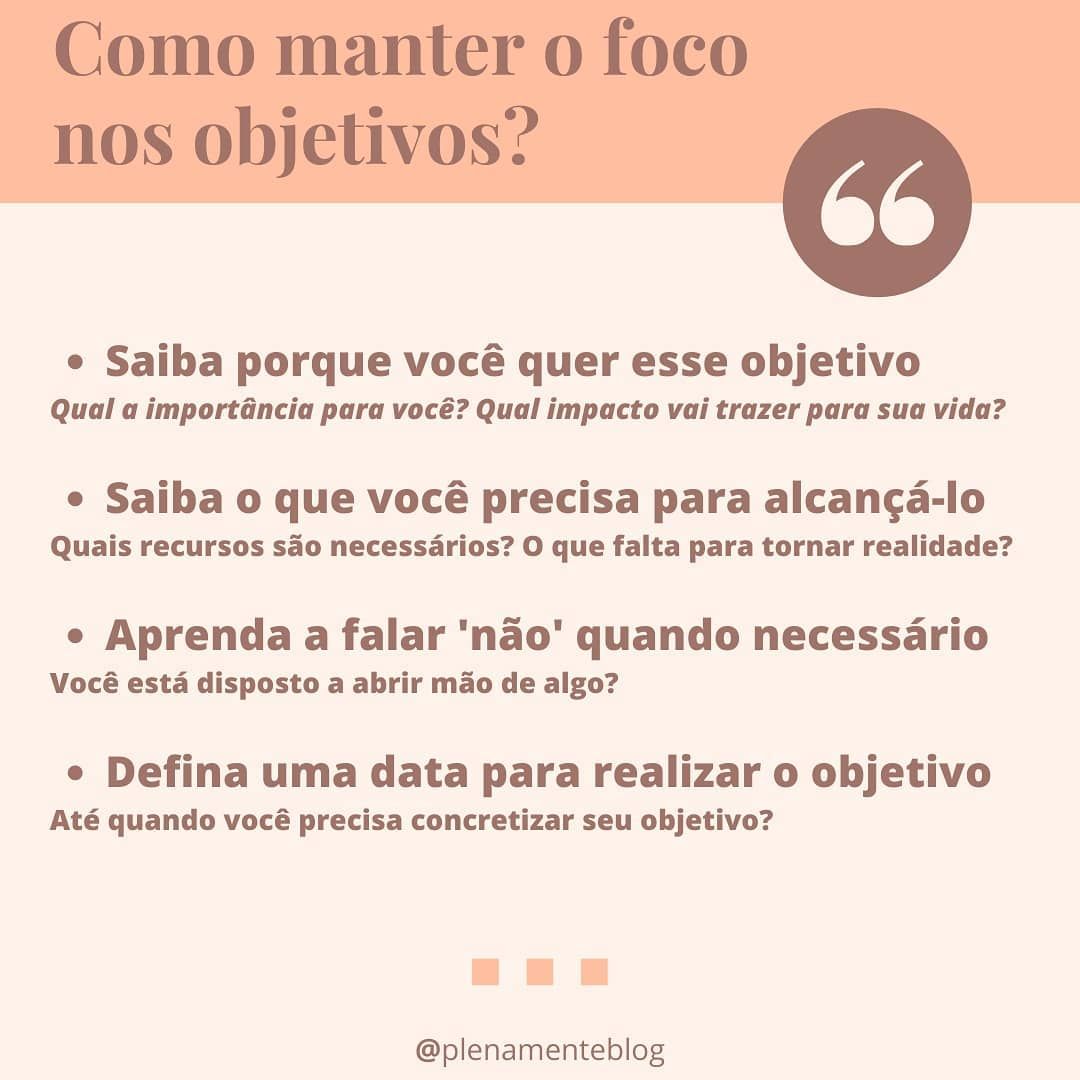 Como manter o foco
nos objetivos?
“
• Saiba porque você quer esse objetivo
Qual a importância para você? Qual impacto vai trazer para sua vida?
• Saiba o que você precisa para alcançá-lo
Quais recursos são necessários? O que falta para tornar realidade?
• Aprenda a falar 'não' quando necessário
Você está disposto a abrir mão de algo?
• Defina uma data para realizar o objetivo
Até quando você precisa concretizar seu objetivo?
@plenamenteblog